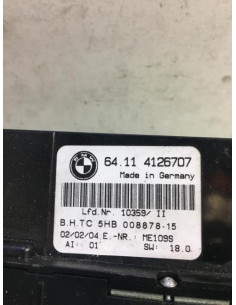 BMW
64.11 4126707
Made in Germany
Lfd.Nr. 10359/ II
B.H.TC 5HB 008878-15
02/02/04 E.-NR.: ME109S
AI: 01 SW: 18.0